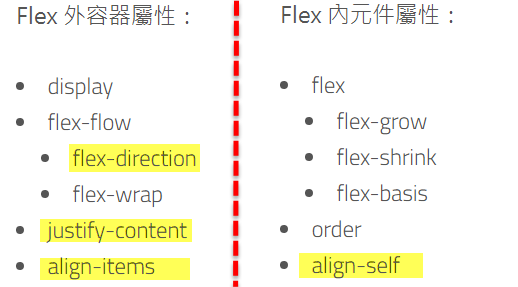 Flex 外容器屬性：
display
flex-flow
flex-direction
flex-wrap
justify-content
align-items
Flex 內元件屬性：
flex
flex-grow
flex-shrink
flex-basis
order
align-self